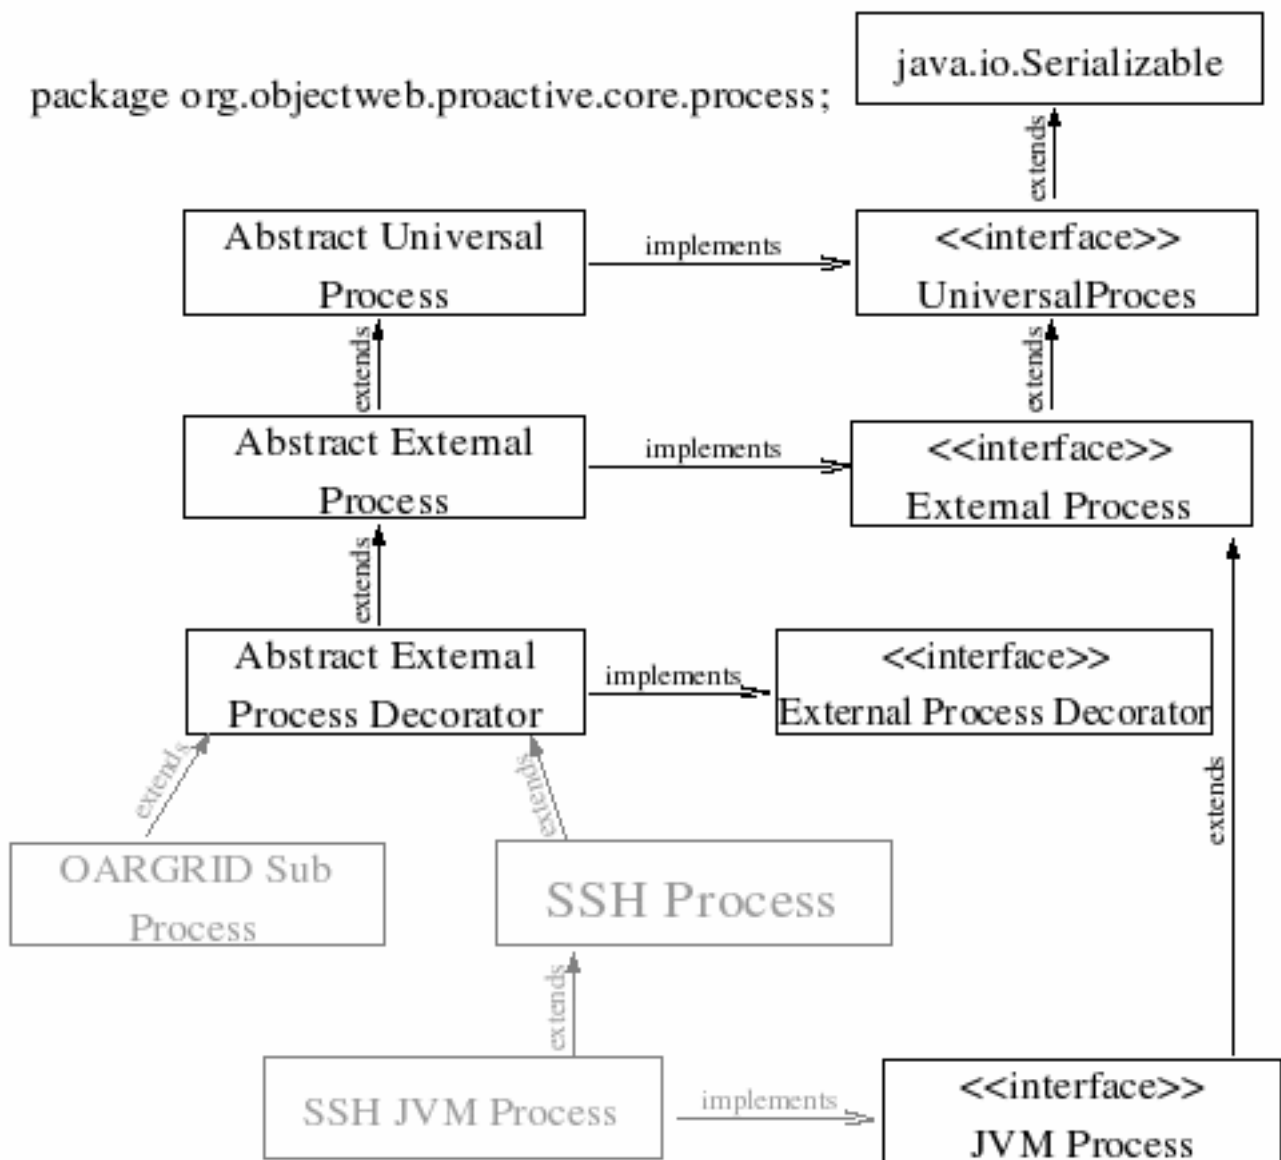 java.io.Serializable
package org.objectweb.proactive.core.process;
extends
Abstract Universal
Process
implements
<<interface>>
UniversalProces
extends
extends
Abstract External
Process
implements
<<interface>>
External Process
extends
Abstract External
Process Decorator
implements
<<interface>>
External Process Decorator
extends
extends
extends
OARGRID Sub
Process
SSH Process
extends
SSH JVM Process
implements
<<interface>>
JVM Process